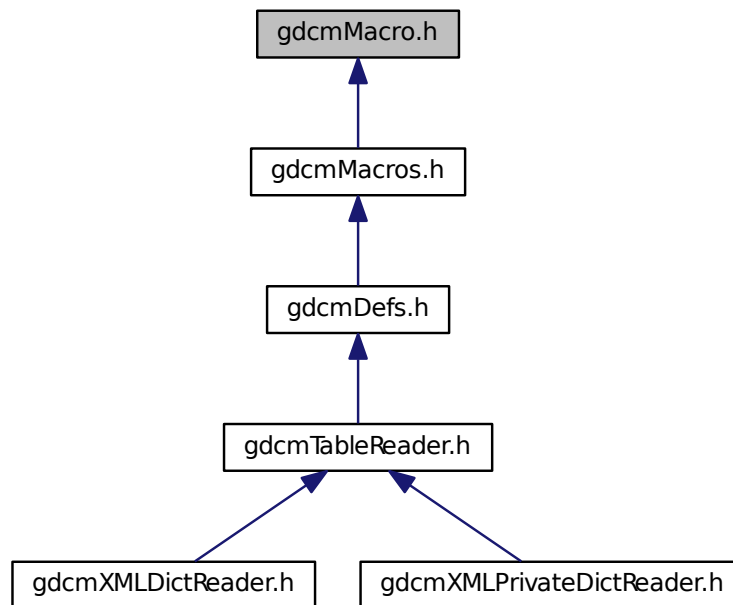 gdcmMacro.h
gdcmMacros.h
gdcmDefs.h
gdcmTableReader.h
gdcmXMLDictReader.h
gdcmXMLPrivateDictReader.h